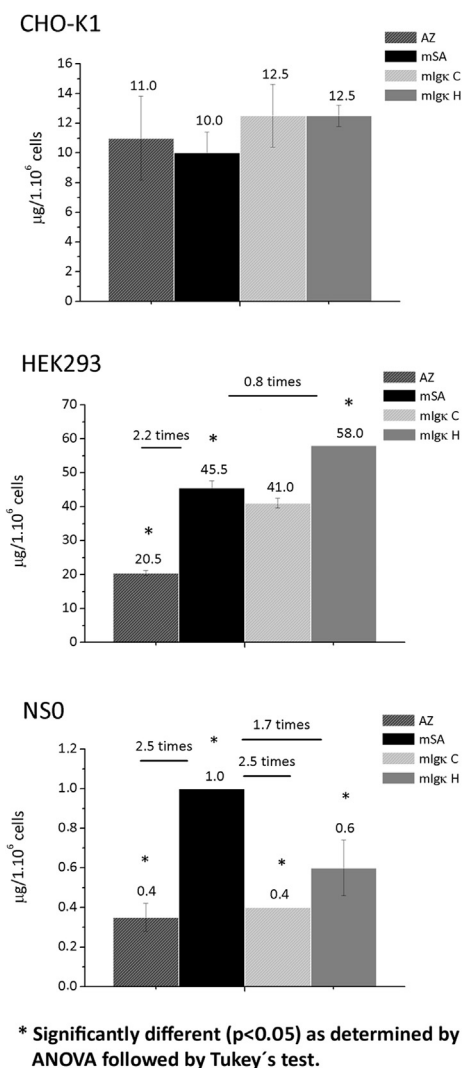 CHO-K1
AZ
mSA
mIgκ C
mIgκ H
µg/1.10⁶ cells
16
14
12
10
8
6
4
2
0
11.0
10.0
12.5
12.5
HEK293
AZ
mSA
mIgκ C
mIgκ H
µg/1.10⁶ cells
70
60
50
40
30
20
10
0
0.8 times
2.2 times
*
*
*
20.5
45.5
41.0
58.0
NS0
AZ
mSA
mIgκ C
mIgκ H
µg/1.10⁶ cells
1.2
1.0
0.8
0.6
0.4
0.2
0.0
1.7 times
2.5 times
2.5 times
*
*
*
*
0.4
1.0
0.4
0.6
* Significantly different (p<0.05) as determined by
ANOVA followed by Tukey´s test.